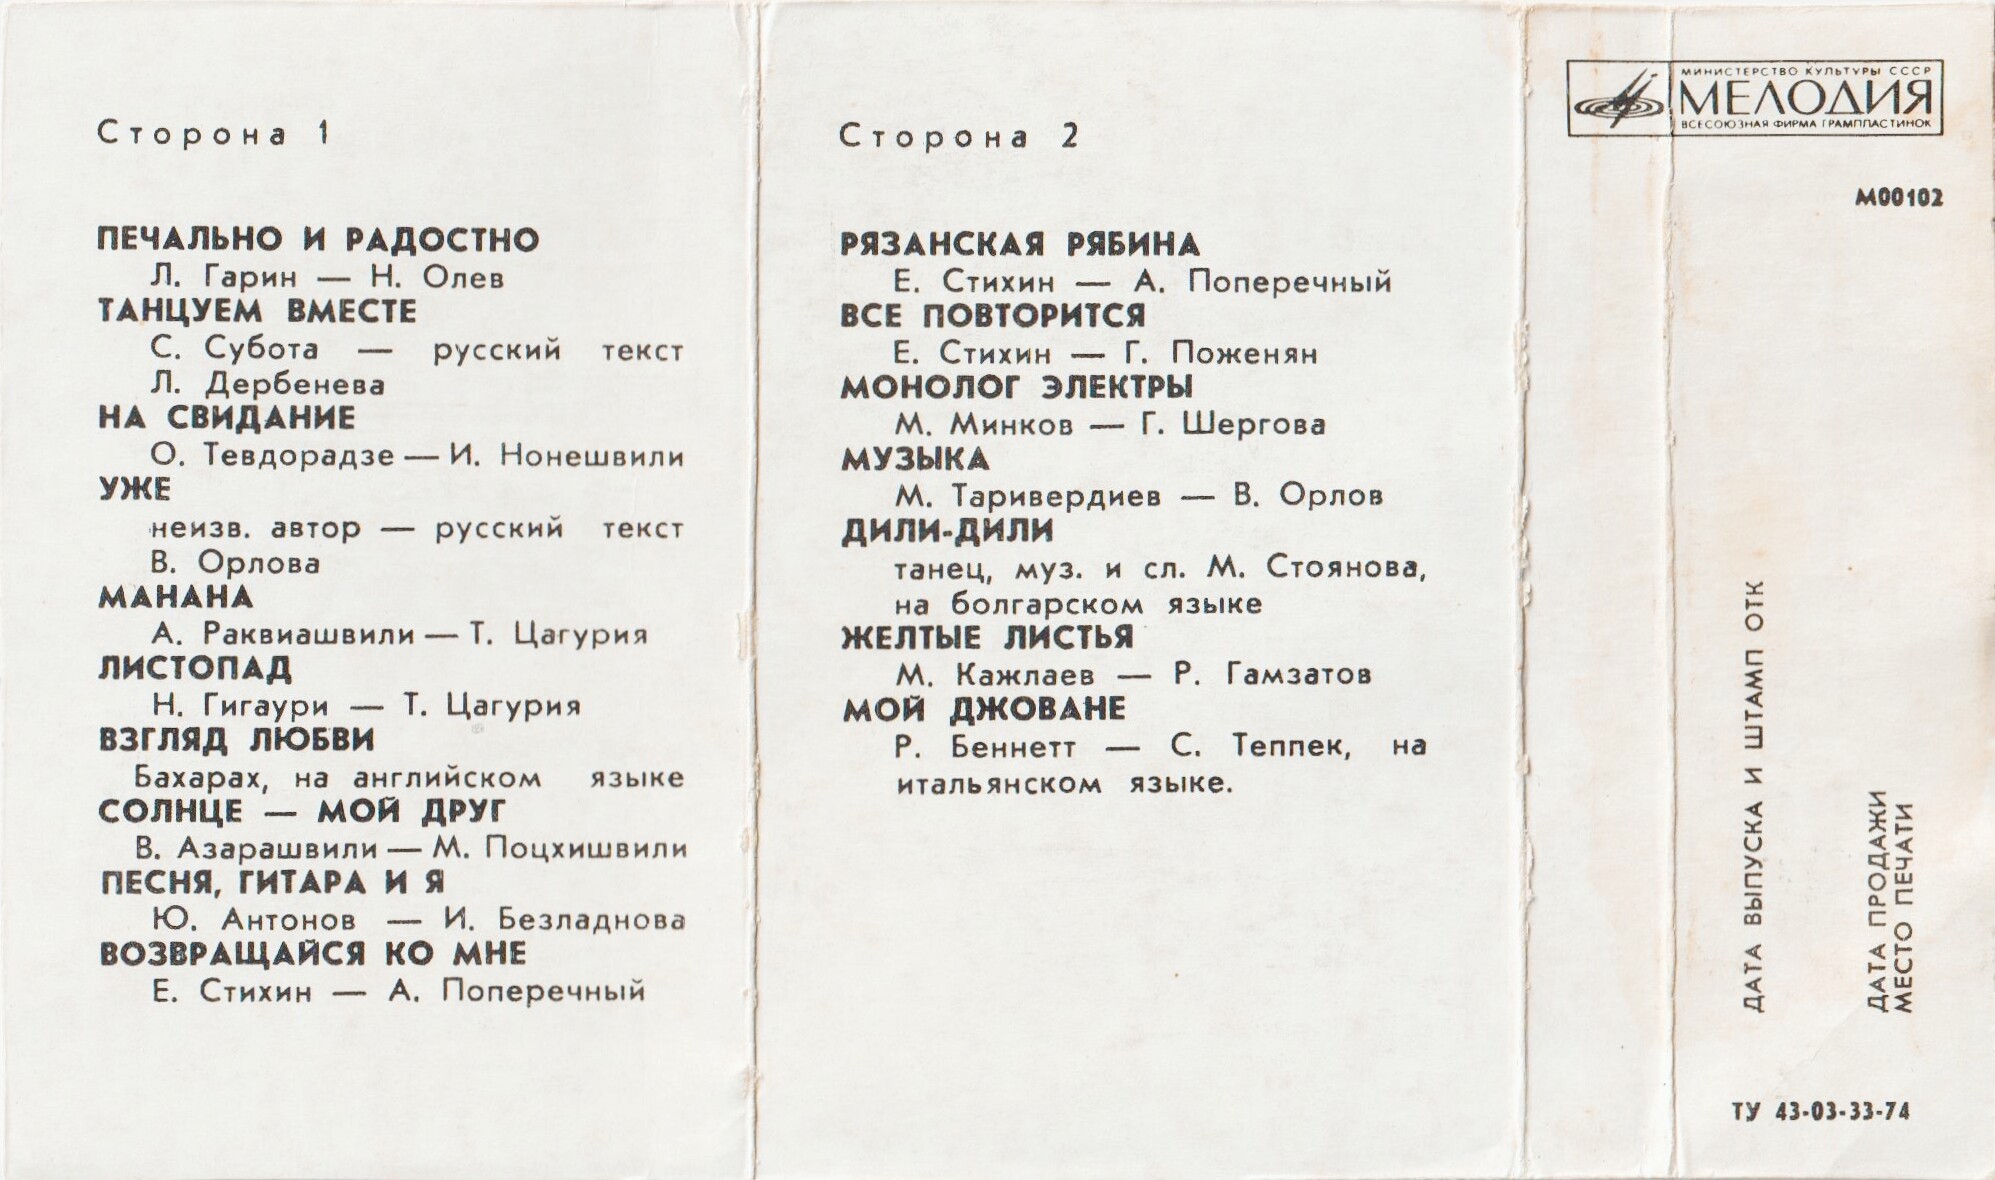 Сторона 1
ПЕЧАЛЬНО И РАДОСТНО
Л. Гарин — Н. Олев
ТАНЦУЕМ ВМЕСТЕ
С. Субота — русский текст
Л. Дербенева
НА СВИДАНИЕ
О. Тевдорадзе — И. Нонешвили
УЖЕ
неизв. автор — русский текст
В. Орлова
МАНАНА
А. Раквиашвили — Т. Цагурия
ЛИСТОПАД
Н. Гигаури — Т. Цагурия
ВЗГЛЯД ЛЮБВИ
Бахарах, на английском языке
СОЛНЦЕ — МОЙ ДРУГ
В. Азарашвили — М. Поцхишвили
ПЕСНЯ, ГИТАРА И Я
Ю. Антонов — И. Безладнова
ВОЗВРАЩАЙСЯ КО МНЕ
Е. Стихин — А. Поперечный
Сторона 2
РЯЗАНСКАЯ РЯБИНА
Е. Стихин — А. Поперечный
ВСЕ ПОВТОРИТСЯ
Е. Стихин — Г. Поженян
МОНОЛОГ ЭЛЕКТРЫ
М. Минков — Г. Шергова
МУЗЫКА
М. Таривердиев — В. Орлов
ДИЛИ-ДИЛИ
танец, муз. и сл. М. Стоянова,
на болгарском языке
ЖЕЛТЫЕ ЛИСТЬЯ
М. Кажлаев — Р. Гамзатов
МОЙ ДЖОВАНЕ
Р. Беннетт — С. Теппек, на
итальянском языке.
МИНИСТЕРСТВО КУЛЬТУРЫ СССР
МЕЛОДИЯ
ВСЕСОЮЗНАЯ ФИРМА ГРАМПЛАСТИНОК
М00102
ДАТА ВЫПУСКА И ШТАМП ОТК
ДАТА ПРОДАЖИ
МЕСТО ПЕЧАТИ
ТУ 43-03-33-74